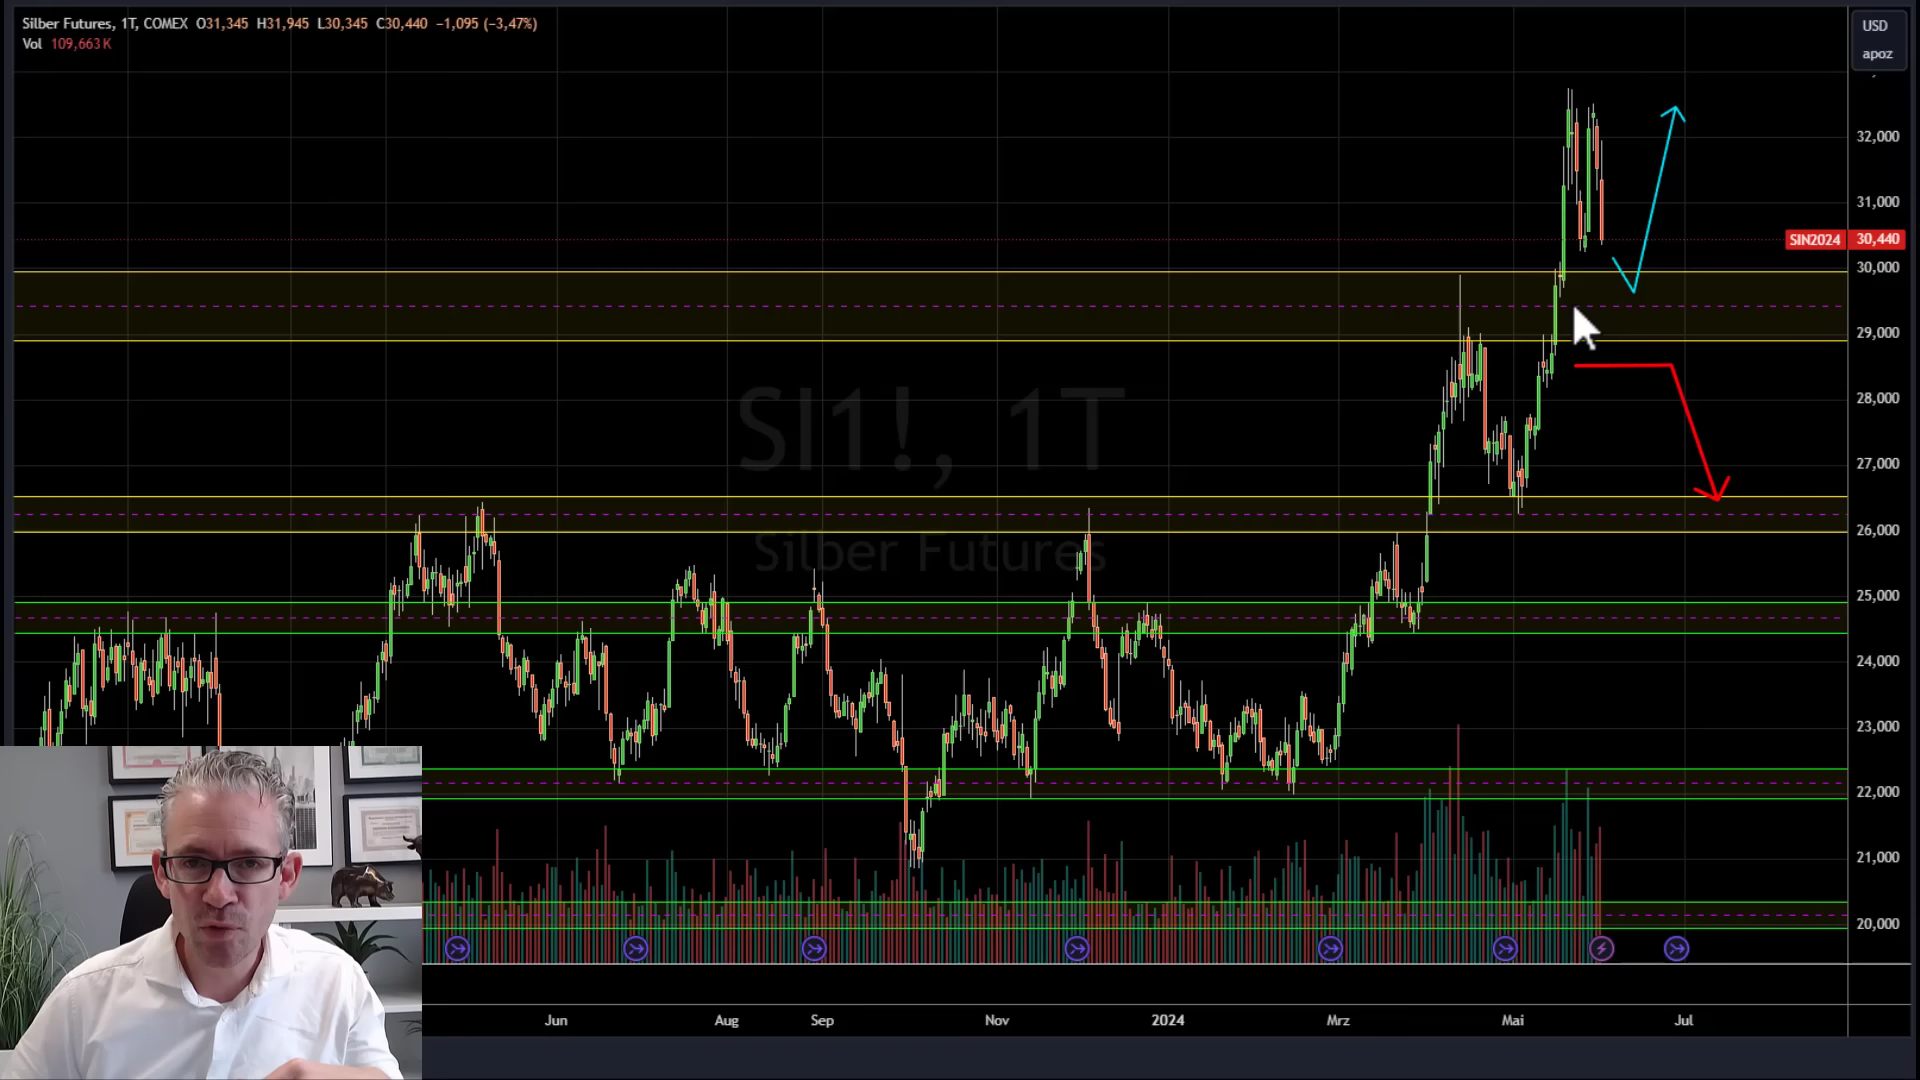 Silber Futures, 1T, COMEX O31,345 H31,945 L30,345 C30,440 −1,095 (−3,47%)
Vol 109,663K
USD
apoz
32,000
31,000
SIN2024 30,440
30,000
29,000
28,000
27,000
26,000
25,000
24,000
23,000
22,000
21,000
20,000
SI1!, 1T
Silber Futures
Jun Aug Sep Nov 2024 Mrz Mai Jul